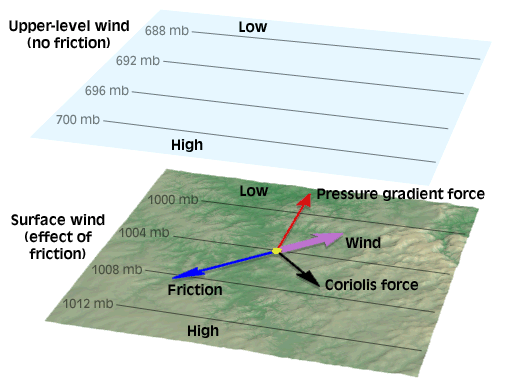 Upper-level wind
(no friction)
688 mb
Low
692 mb
696 mb
700 mb
High
Low
Pressure gradient force
1000 mb
Surface wind
(effect of
friction)
1004 mb
Wind
1008 mb
Friction
Coriolis force
1012 mb
High